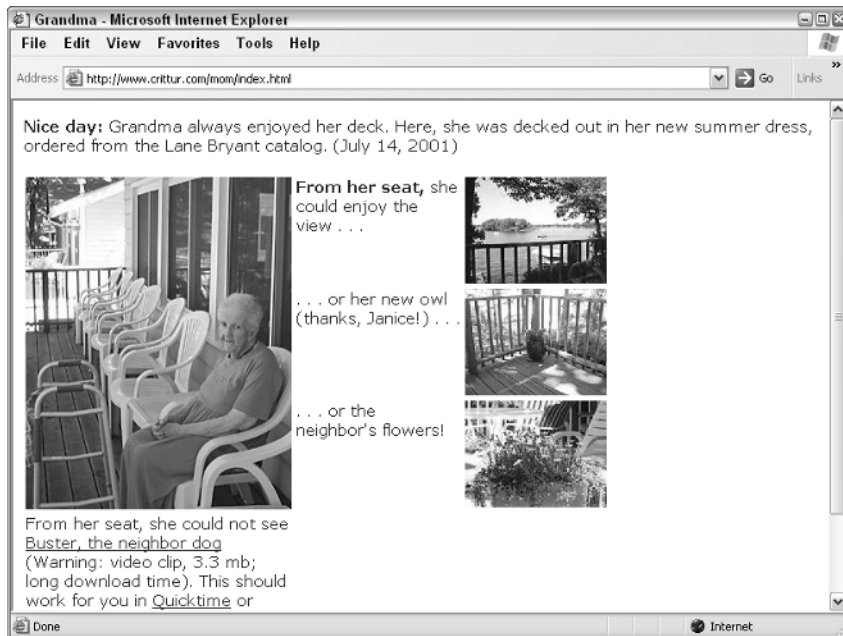 Grandma - Microsoft Internet Explorer
File Edit View Favorites Tools Help
Address http://www.crittur.com/mom/index.html Go Links »
Nice day: Grandma always enjoyed her deck. Here, she was decked out in her new summer dress,
ordered from the Lane Bryant catalog. (July 14, 2001)
From her seat, she
could enjoy the
view . . .
. . . or her new owl
(thanks, Janice!) . . .
. . . or the
neighbor's flowers!
From her seat, she could not see
Buster, the neighbor dog
(Warning: video clip, 3.3 mb;
long download time). This should
work for you in Quicktime or
Done Internet